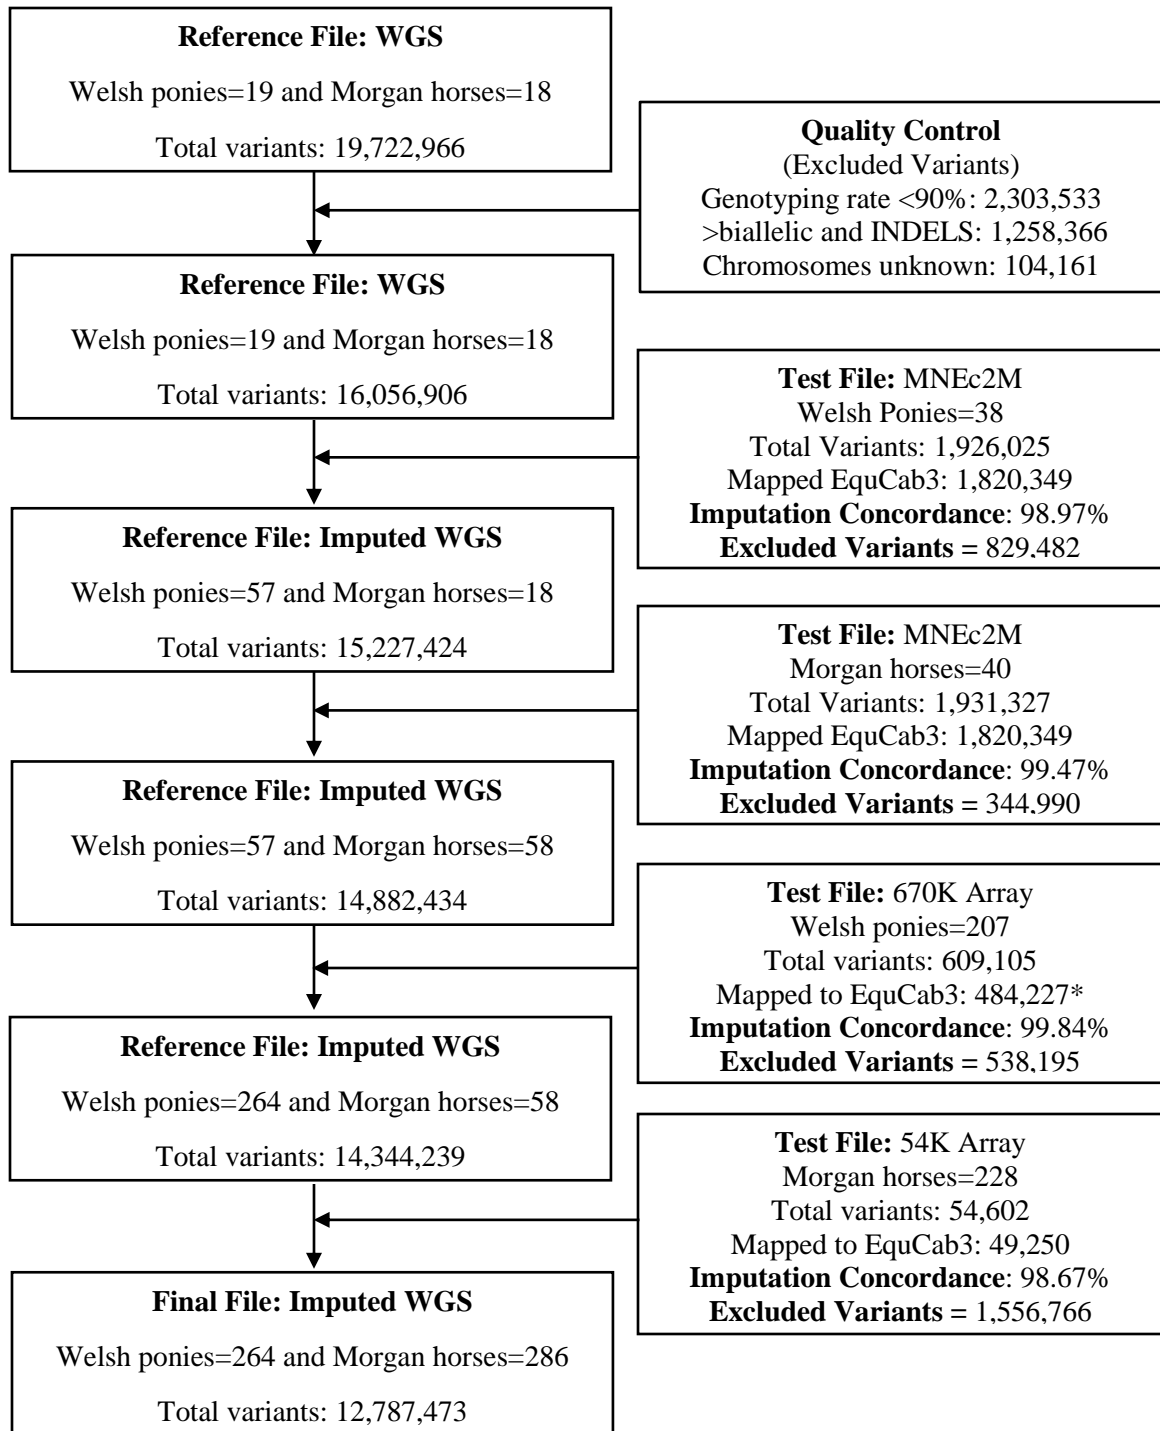 Reference File: WGS
Welsh ponies=19 and Morgan horses=18
Total variants: 19,722,966
Quality Control
(Excluded Variants)
Genotyping rate <90%: 2,303,533
>biallelic and INDELS: 1,258,366
Chromosomes unknown: 104,161
Reference File: WGS
Welsh ponies=19 and Morgan horses=18
Total variants: 16,056,906
Test File: MNEc2M
Welsh Ponies=38
Total Variants: 1,926,025
Mapped EquCab3: 1,820,349
Imputation Concordance: 98.97%
Excluded Variants = 829,482
Reference File: Imputed WGS
Welsh ponies=57 and Morgan horses=18
Total variants: 15,227,424
Test File: MNEc2M
Morgan horses=40
Total Variants: 1,931,327
Mapped EquCab3: 1,820,349
Imputation Concordance: 99.47%
Excluded Variants = 344,990
Reference File: Imputed WGS
Welsh ponies=57 and Morgan horses=58
Total variants: 14,882,434
Test File: 670K Array
Welsh ponies=207
Total variants: 609,105
Mapped to EquCab3: 484,227*
Imputation Concordance: 99.84%
Excluded Variants = 538,195
Reference File: Imputed WGS
Welsh ponies=264 and Morgan horses=58
Total variants: 14,344,239
Test File: 54K Array
Morgan horses=228
Total variants: 54,602
Mapped to EquCab3: 49,250
Imputation Concordance: 98.67%
Excluded Variants = 1,556,766
Final File: Imputed WGS
Welsh ponies=264 and Morgan horses=286
Total variants: 12,787,473